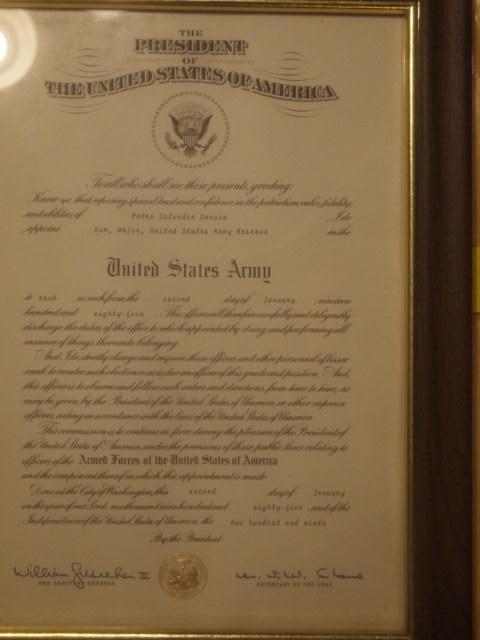 THE
PRESIDENT
OF
THE UNITED STATES OF AMERICA
To all who shall see these presents, greeting:
Know ye, that reposing special trust and confidence in the patriotism, valor, fidelity
and abilities of Pedro Salvador I do
appoint him, Major, United States Army Reserve in the
United States Army
to rank as such from the second day of January, nineteen
hundred and eighty-five. This officer will therefore carefully and diligently
discharge the duties of the office to which appointed by doing and performing all
manner of things thereunto belonging.
And I do strictly charge and require those officers and other personnel of lesser
rank to render such obedience as is due an officer of this grade and position. And
this officer is to observe and follow such orders and directions, from time to time, as
may be given by the President of the United States of America or other superior
officers, acting in accordance with the laws of the United States of America.
This commission is to continue in force during the pleasure of the President of
the United States of America, under the provisions of those public laws relating to
officers of the Armed Forces of the United States of America
and the component thereof in which this appointment is made.
Done at the City of Washington, this second day of January,
in the year of our Lord, one thousand nine hundred and eighty-five and of the
Independence of the United States of America, the two hundred and ninth
By the President
THE ADJUTANT GENERAL
SECRETARY OF THE ARMY